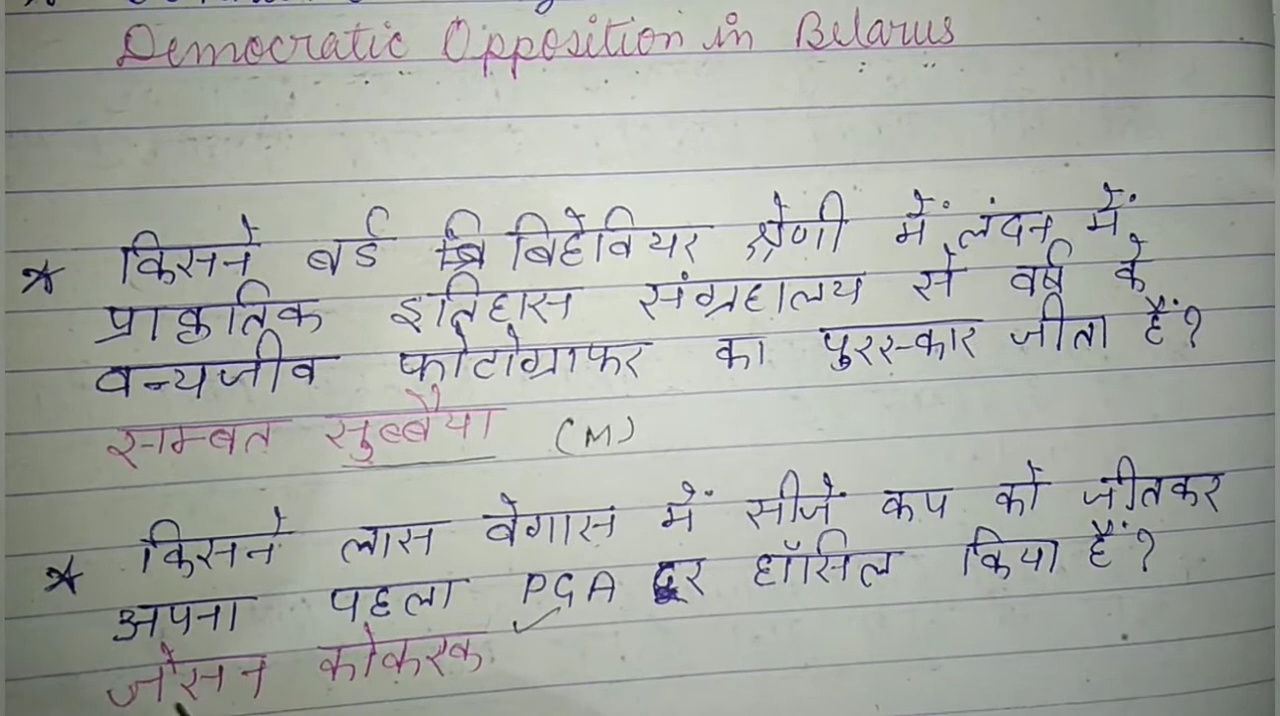 Democratic Opposition in Belarus
* किसने बर्ड बिहेवियर श्रेणी में लंदन में
प्राकृतिक इतिहास संग्रहालय से वर्ष के
वन्यजीव फोटोग्राफर का पुरस्कार जीता हैं?
सम्बत सुब्बैया (M)
* किसने लास वेगास में सीजे कप को जीतकर
अपना पहला PGA टूर हॉसिल किया हैं?
जेसन कोकरक